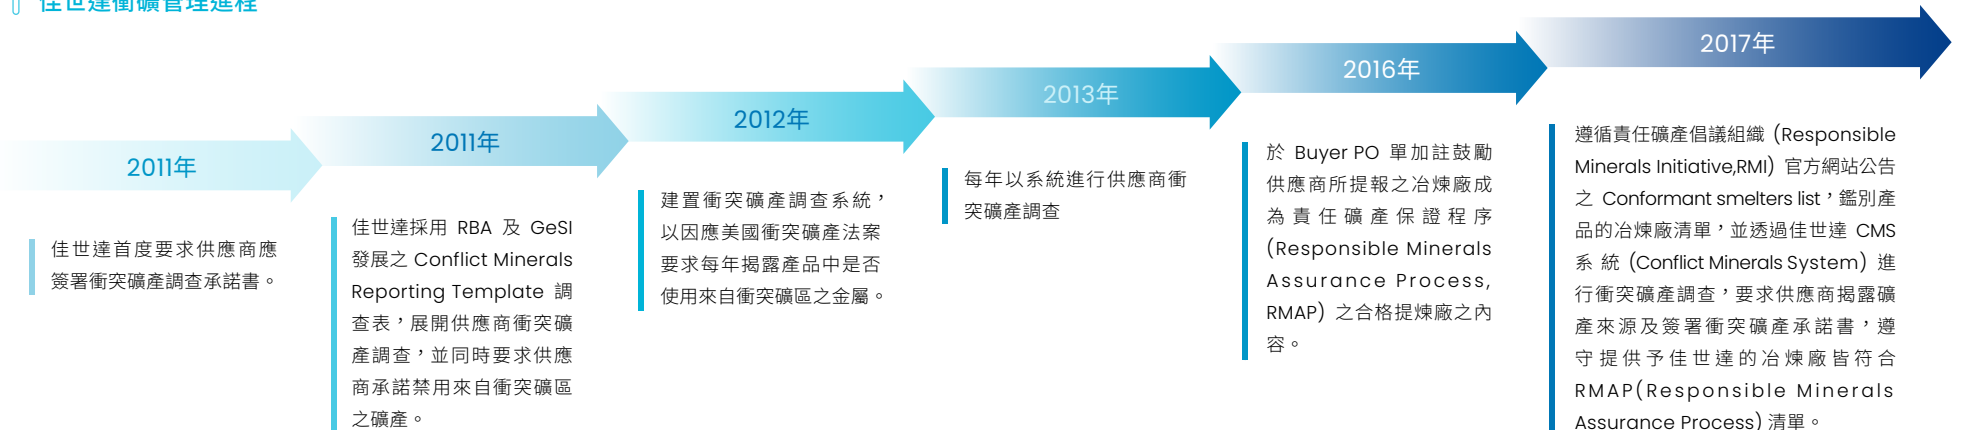 佳世達衝礦管理進程
2011年
佳世達首度要求供應商應
簽署衝突礦產調查承諾書。
2011年
佳世達採用 RBA 及 GeSI
發展之 Conflict Minerals
Reporting Template 調
查表，展開供應商衝突礦
產調查，並同時要求供應
商承諾禁用來自衝突礦區
之礦產。
2012年
建置衝突礦產調查系統，
以因應美國衝突礦產法案
要求每年揭露產品中是否
使用來自衝突礦區之金屬。
2013年
每年以系統進行供應商衝
突礦產調查
2016年
於 Buyer PO 單加註鼓勵
供應商所提報之冶煉廠成
為責任礦產保證程序
(Responsible Minerals
Assurance Process,
RMAP) 之合格提煉廠之內
容。
2017年
遵循責任礦產倡議組織 (Responsible
Minerals Initiative,RMI) 官方網站公告
之 Conformant smelters list，鑑別產
品的冶煉廠清單，並透過佳世達 CMS
系統 (Conflict Minerals System) 進
行衝突礦產調查，要求供應商揭露礦
產來源及簽署衝突礦產承諾書，遵
守提供予佳世達的冶煉廠皆符合
RMAP(Responsible Minerals
Assurance Process) 清單。